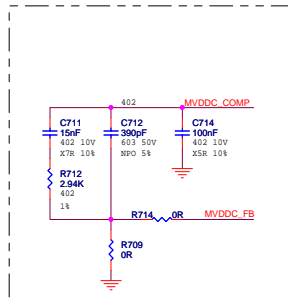 402
MVDDC_COMP
C711
15nF
402 10V
X7R 10%
C712
390pF
603 50V
NPO 5%
C714
100nF
402 10V
X5R 10%
R712
2.94K
402
1%
R714
0R
MVDDC_FB
R709
0R